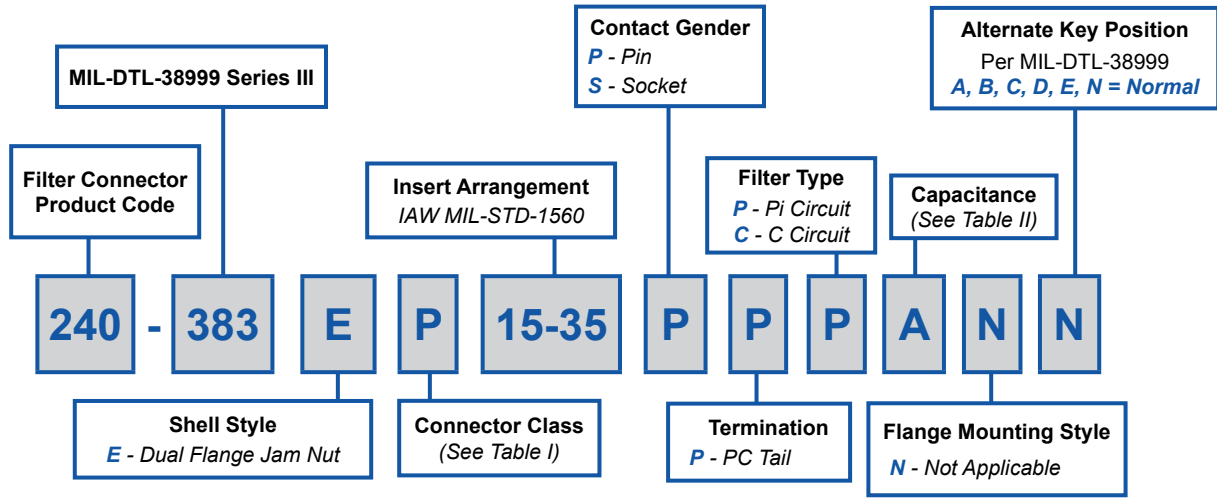 Contact Gender
P - Pin
S - Socket
Alternate Key Position
Per MIL-DTL-38999
A, B, C, D, E, N = Normal
MIL-DTL-38999 Series III
Filter Connector
Product Code
Insert Arrangement
IAW MIL-STD-1560
Filter Type
P - Pi Circuit
C - C Circuit
Capacitance
(See Table II)
240 - 383 E P 15-35 P P P A N N
Shell Style
E - Dual Flange Jam Nut
Connector Class
(See Table I)
Termination
P - PC Tail
Flange Mounting Style
N - Not Applicable